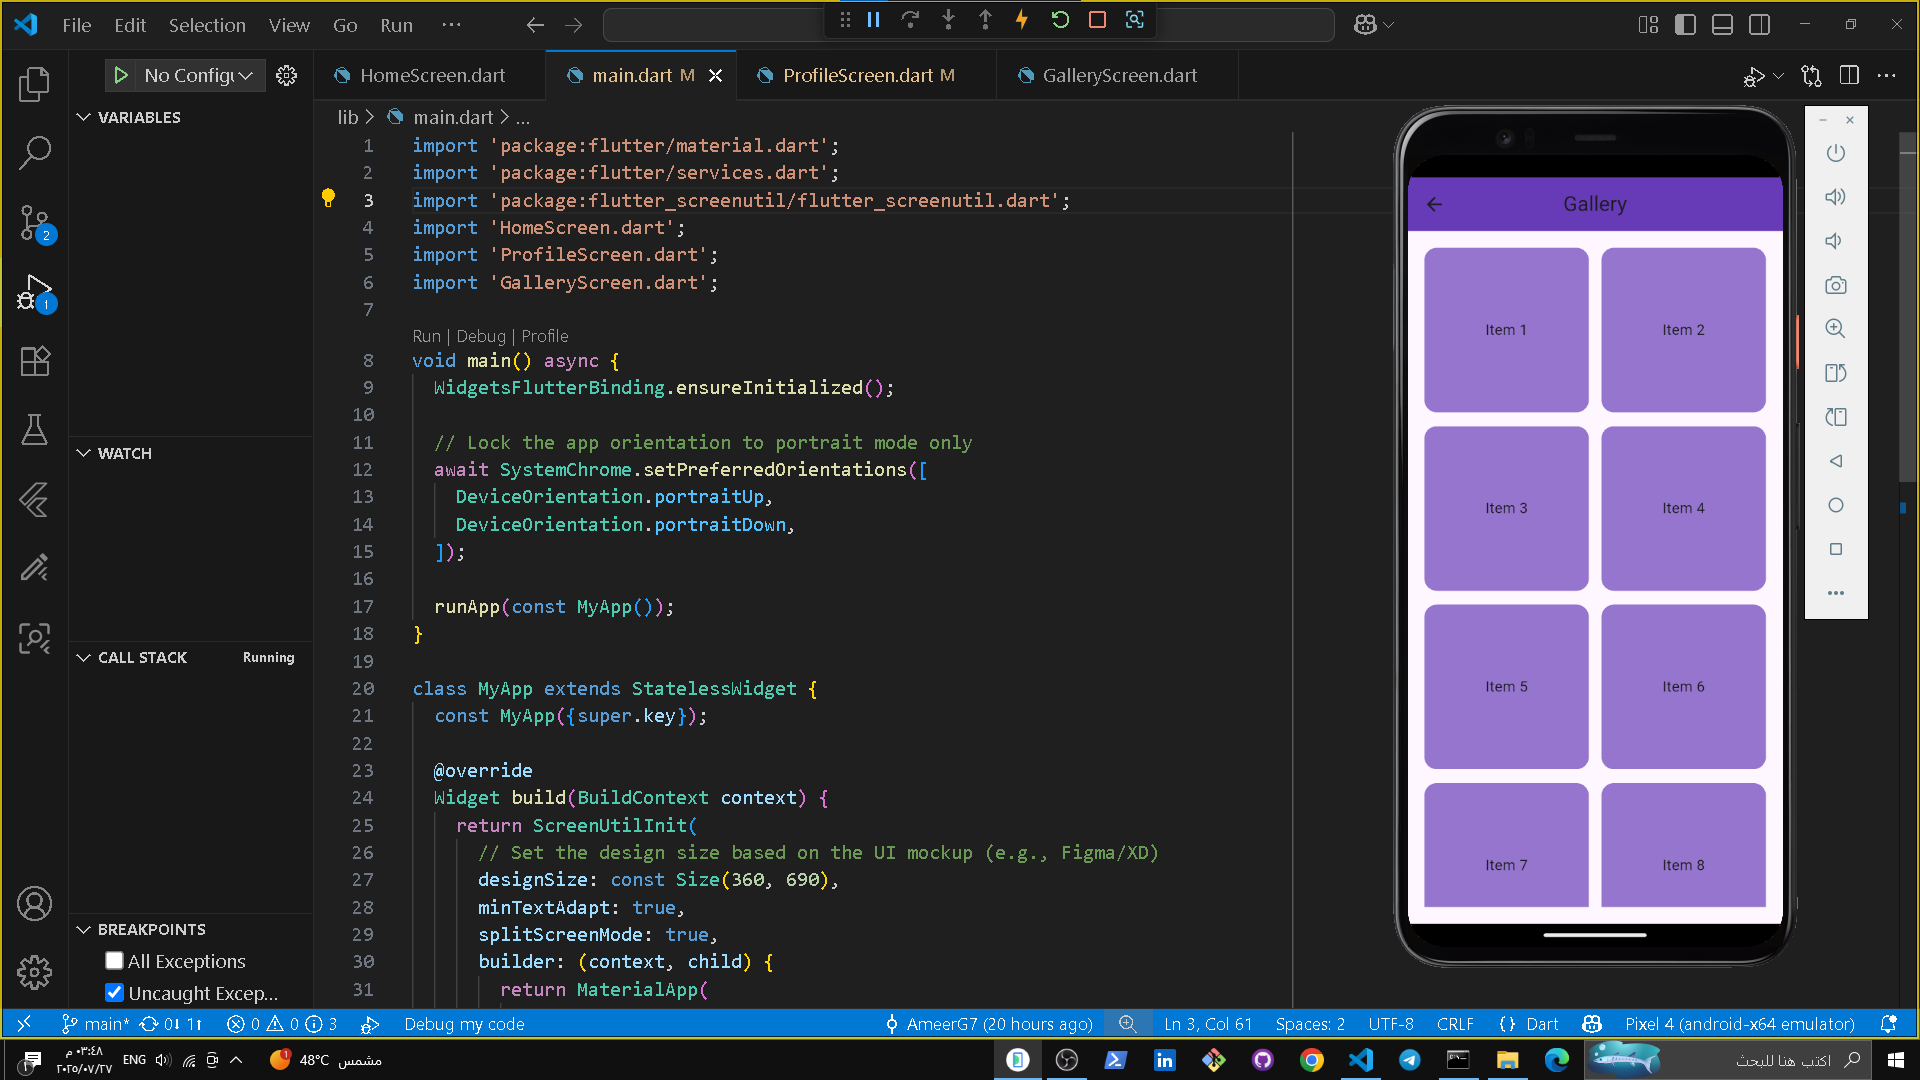 File Edit Selection View Go Run ...
No Configu
HomeScreen.dart
main.dart M
ProfileScreen.dart M
GalleryScreen.dart
VARIABLES
WATCH
CALL STACK Running
BREAKPOINTS
All Exceptions
Uncaught Excep...
lib > main.dart > ...
1 import 'package:flutter/material.dart';
2 import 'package:flutter/services.dart';
3 import 'package:flutter_screenutil/flutter_screenutil.dart';
4 import 'HomeScreen.dart';
5 import 'ProfileScreen.dart';
6 import 'GalleryScreen.dart';
7
Run | Debug | Profile
8 void main() async {
9 WidgetsFlutterBinding.ensureInitialized();
10
11 // Lock the app orientation to portrait mode only
12 await SystemChrome.setPreferredOrientations([
13 DeviceOrientation.portraitUp,
14 DeviceOrientation.portraitDown,
15 ]);
16
17 runApp(const MyApp());
18 }
19
20 class MyApp extends StatelessWidget {
21 const MyApp({super.key});
22
23 @override
24 Widget build(BuildContext context) {
25 return ScreenUtilInit(
26 // Set the design size based on the UI mockup (e.g., Figma/XD)
27 designSize: const Size(360, 690),
28 minTextAdapt: true,
29 splitScreenMode: true,
30 builder: (context, child) {
31 return MaterialApp(
Gallery
Item 1 Item 2
Item 3 Item 4
Item 5 Item 6
Item 7 Item 8
2
1
main* 0↓ 1↑ 0 0 3 Debug my code AmeerG7 (20 hours ago) Ln 3, Col 61 Spaces: 2 UTF-8 CRLF {} Dart Pixel 4 (android-x64 emulator)
1
٠٣:٤٨ م
٢٠٢٥/٠٧/٢٧
ENG
1
48°C مشمس
اكتب هنا للبحث